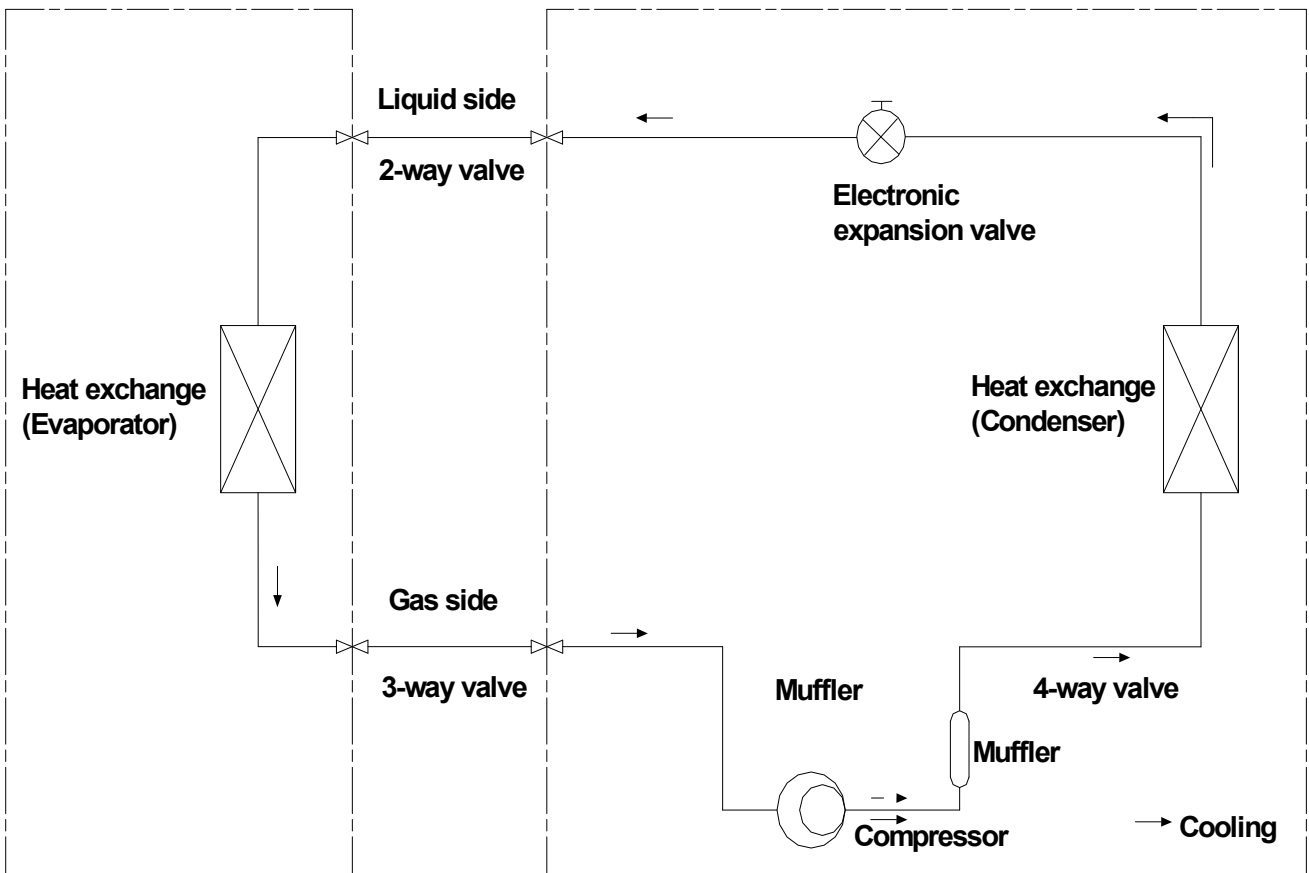 Liquid side
2-way valve
Electronic
expansion valve
Heat exchange
(Evaporator)
Heat exchange
(Condenser)
Gas side
3-way valve
Muffler
4-way valve
Muffler
Compressor
Cooling